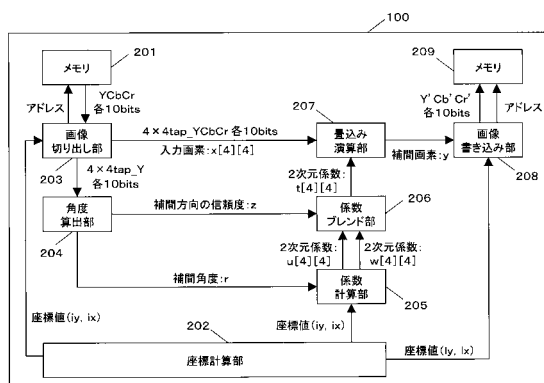 100
201
209
メモリ
メモリ
アドレス
YCbCr
各10bits
Y'Cb'Cr'
各10bits
アドレス
207
画像
切り出し部
203
4×4tap_YCbCr 各10bits
入力画素:x[4][4]
畳込み
演算部
補間画素:y
画像
書き込み部
208
4×4tap_Y
各10bits
2次元係数:
t[4][4]
206
角度
算出部
204
補間方向の信頼度:z
係数
ブレンド部
2次元係数:
u[4][4]
2次元係数:
w[4][4]
補間角度:r
係数
計算部
205
座標値(iy, ix)
202
座標値(iy, ix)
座標値(Iy, Ix)
座標計算部